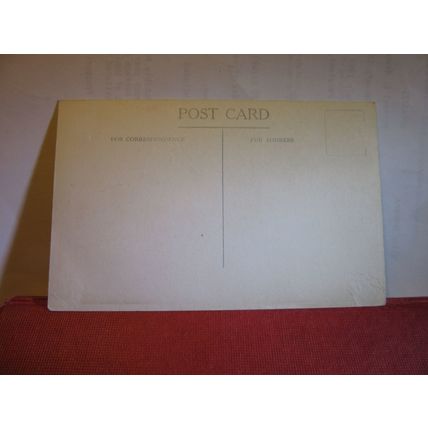 POST CARD
FOR CORRESPONDENCE
FOR ADDRESS